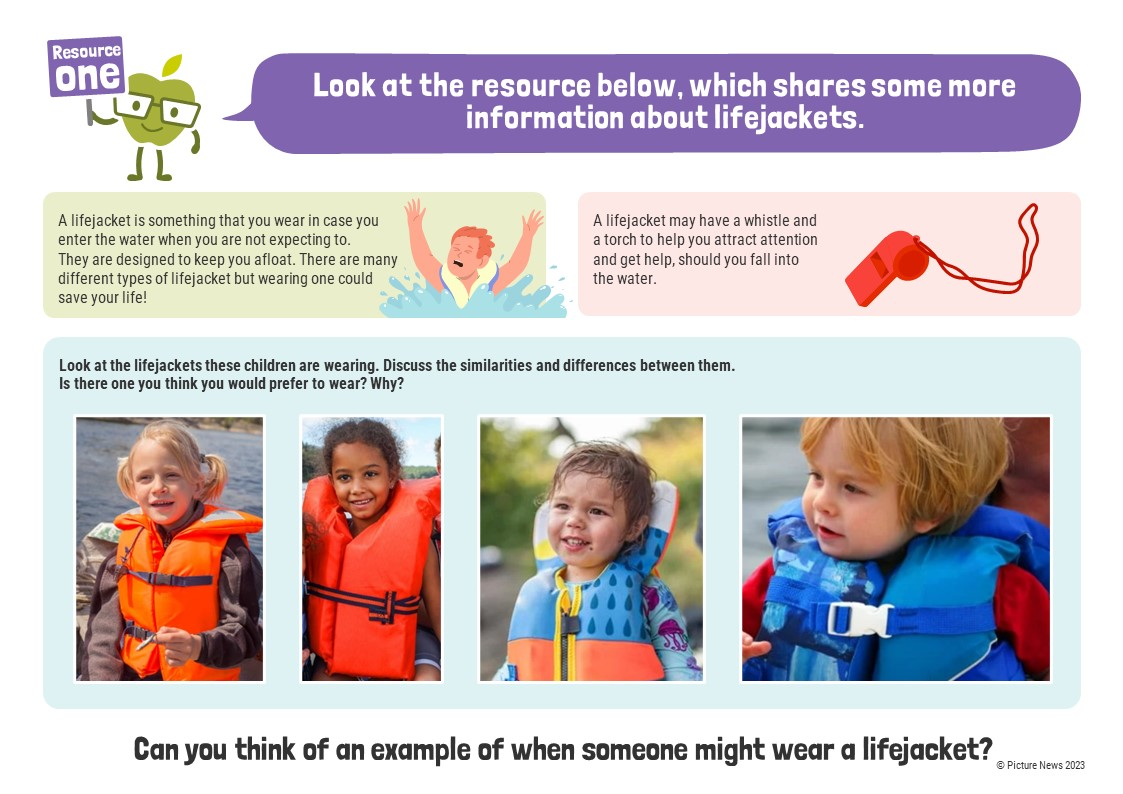 Resource
one
Look at the resource below, which shares some more
information about lifejackets.
A lifejacket is something that you wear in case you
enter the water when you are not expecting to.
They are designed to keep you afloat. There are many
different types of lifejacket but wearing one could
save your life!
A lifejacket may have a whistle and
a torch to help you attract attention
and get help, should you fall into
the water.
Look at the lifejackets these children are wearing. Discuss the similarities and differences between them.
Is there one you think you would prefer to wear? Why?
Can you think of an example of when someone might wear a lifejacket?
© Picture News 2023